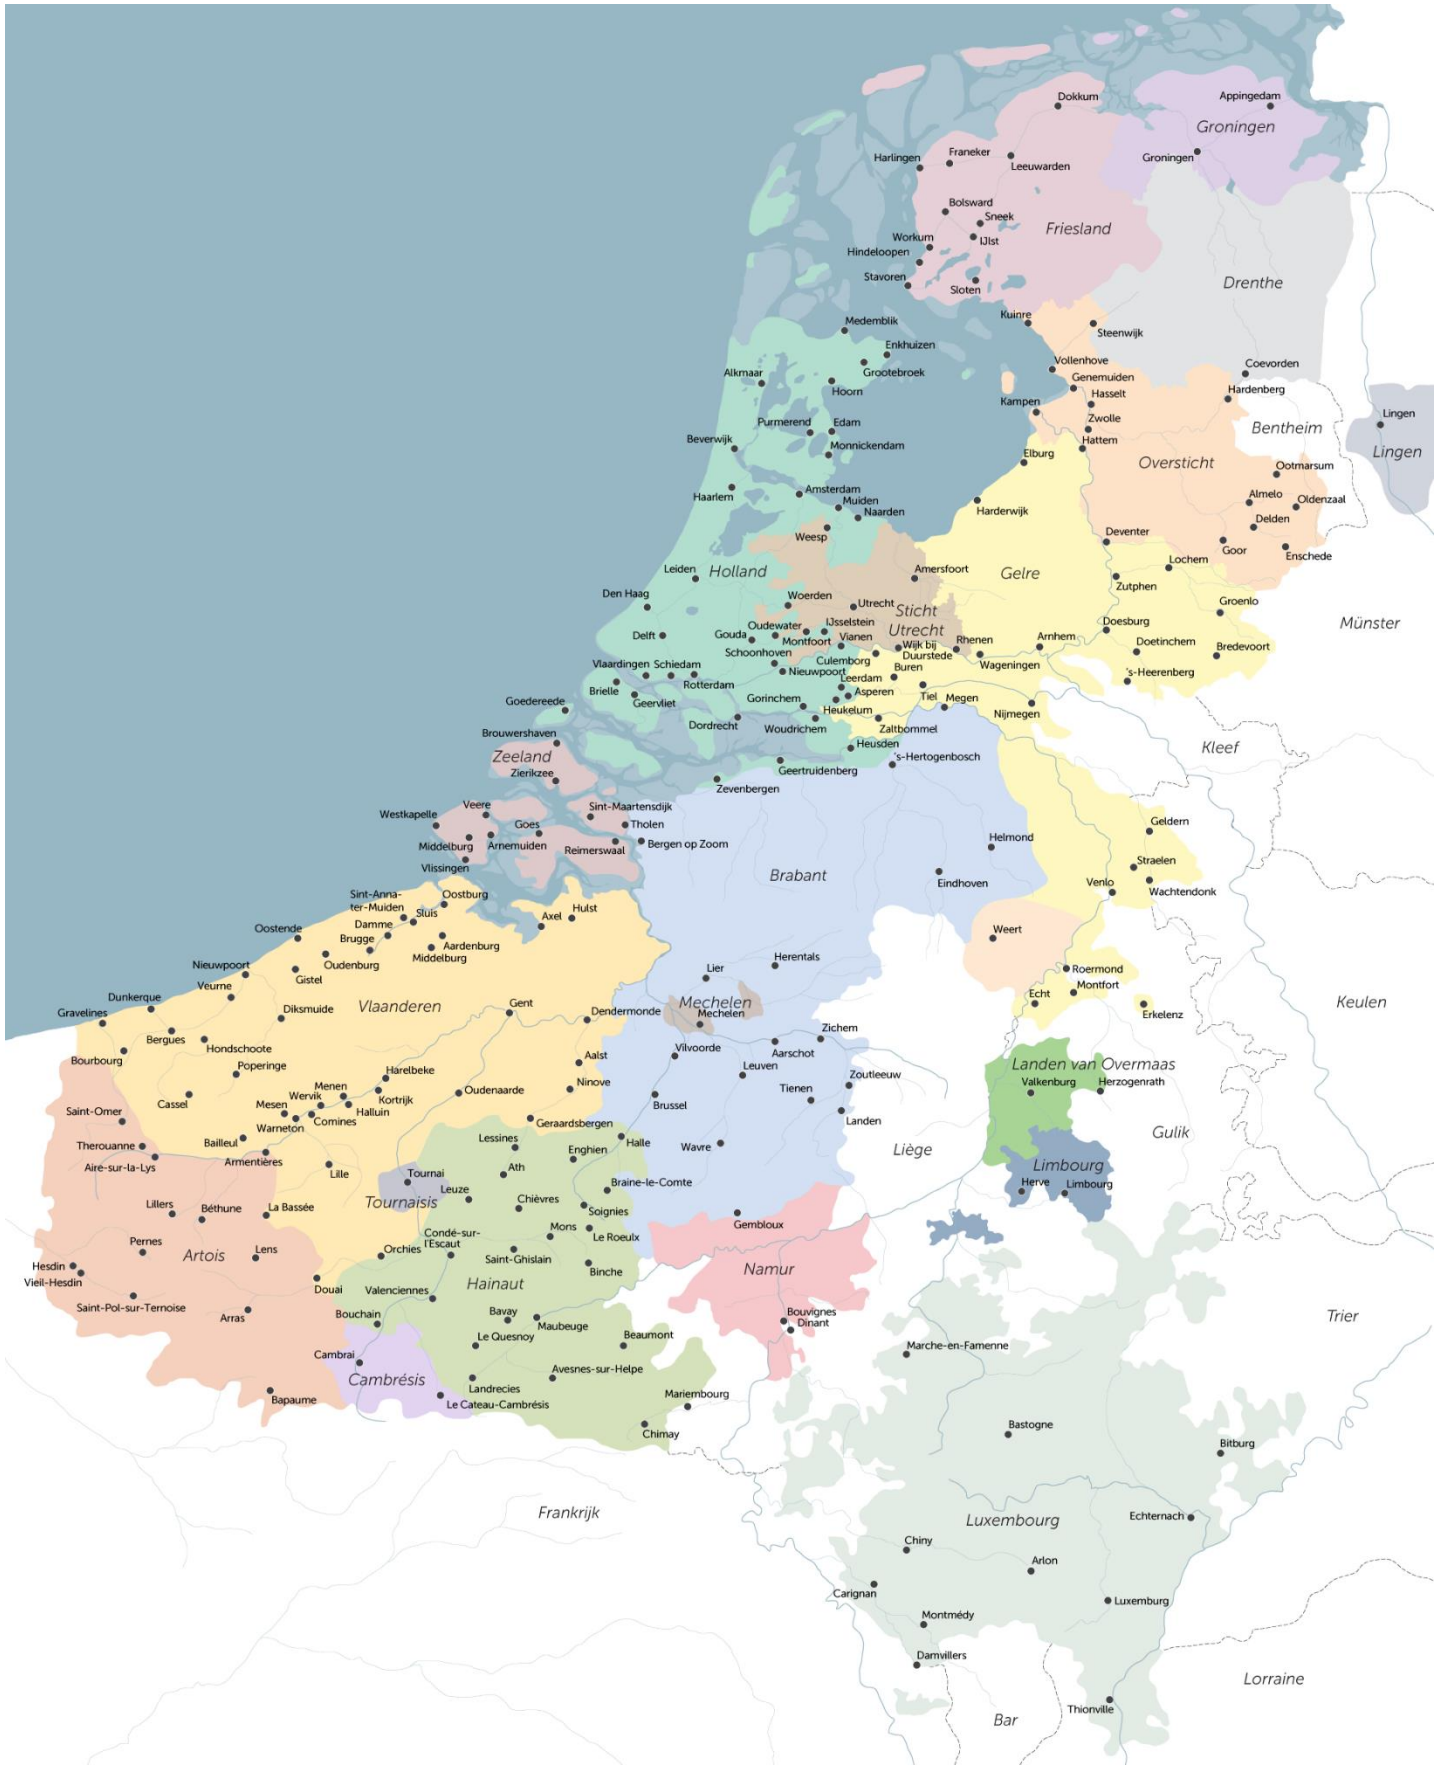 Dokkum
Appingedam
Groningen
Groningen
Harlingen
Franeker
Leeuwarden
Bolsward
Sneek
IJlst
Workum
Hindeloopen
Stavoren
Sloten
Friesland
Drenthe
Kuinre
Steenwijk
Medemblik
Enkhuizen
Grootebroek
Alkmaar
Hoorn
Vollenhove
Genemuiden
Coevorden
Hardenberg
Hasselt
Kampen
Zwolle
Hattem
Purmerend
Edam
Beverwijk
Monnickendam
Bentheim
Lingen
Lingen
Elburg
Oversticht
Ootmarsum
Haarlem
Amsterdam
Muiden
Naarden
Weesp
Harderwijk
Almelo
Oldenzaal
Delden
Deventer
Goor
Enschede
Lochem
Leiden
Holland
Amersfoort
Gelre
Zutphen
Den Haag
Woerden
Utrecht
Sticht
Utrecht
Groenlo
Münster
Delft
Gouda
Oudewater
IJsselstein
Montfoort
Vianen
Schoonhoven
Culemborg
Wijk bij
Duurstede
Rhenen
Wageningen
Arnhem
Doesburg
Doetinchem
Bredevoort
's-Heerenberg
Vlaardingen
Schiedam
Nieuwpoort
Buren
Leerdam
Asperen
Brielle
Geervliet
Rotterdam
Gorinchem
Heukelum
Tiel
Megen
Nijmegen
Goedereede
Dordrecht
Woudrichem
Zaltbommel
Brouwershaven
Heusden
Kleef
Zeeland
Zierikzee
Geertruidenberg
's-Hertogenbosch
Zevenbergen
Westkapelle
Veere
Goes
Sint-Maartensdijk
Tholen
Middelburg
Arnemuiden
Reimerswaal
Bergen op Zoom
Vlissingen
Helmond
Geldern
Brabant
Eindhoven
Straelen
Venlo
Wachtendonk
Sint-Anna-
ter-Muiden
Oostburg
Sluis
Axel
Hulst
Damme
Oostende
Brugge
Aardenburg
Middelburg
Oudenburg
Weert
Nieuwpoort
Gistel
Veurne
Lier
Herentals
Roermond
Montfort
Echt
Erkelenz
Keulen
Dunkerque
Gravelines
Diksmuide
Vlaanderen
Gent
Dendermonde
Mechelen
Mechelen
Bergues
Hondschoote
Bourbourg
Zichem
Aarschot
Vilvoorde
Aalst
Poperinge
Leuven
Zoutleeuw
Landen van Overmaas
Valkenburg
Herzogenrath
Harelbeke
Menen
Kortrijk
Oudenaarde
Ninove
Tienen
Cassel
Wervik
Mesen
Halluin
Comines
Warneton
Brussel
Landen
Saint-Omer
Geraardsbergen
Therouanne
Bailleul
Lessines
Enghien
Halle
Wavre
Liège
Gulik
Aire-sur-la-Lys
Armentières
Lille
Tournai
Ath
Limbourg
Herve
Limbourg
Braine-le-Comte
Leuze
Tournaisis
Chièvres
Soignies
Lillers
Béthune
La Bassée
Gembloux
Condé-sur-
l'Escaut
Mons
Le Roeulx
Pernes
Artois
Lens
Orchies
Saint-Ghislain
Binche
Namur
Hesdin
Vieil-Hesdin
Douai
Valenciennes
Hainaut
Saint-Pol-sur-Ternoise
Arras
Bouchain
Bavay
Maubeuge
Bouvignes
Dinant
Trier
Le Quesnoy
Beaumont
Marche-en-Famenne
Cambrai
Cambrésis
Avesnes-sur-Helpe
Landrecies
Bapaume
Le Cateau-Cambrésis
Mariembourg
Chimay
Bastogne
Bitburg
Frankrijk
Luxembourg
Echternach
Chiny
Arlon
Carignan
Luxemburg
Montmédy
Damvillers
Lorraine
Thionville
Bar